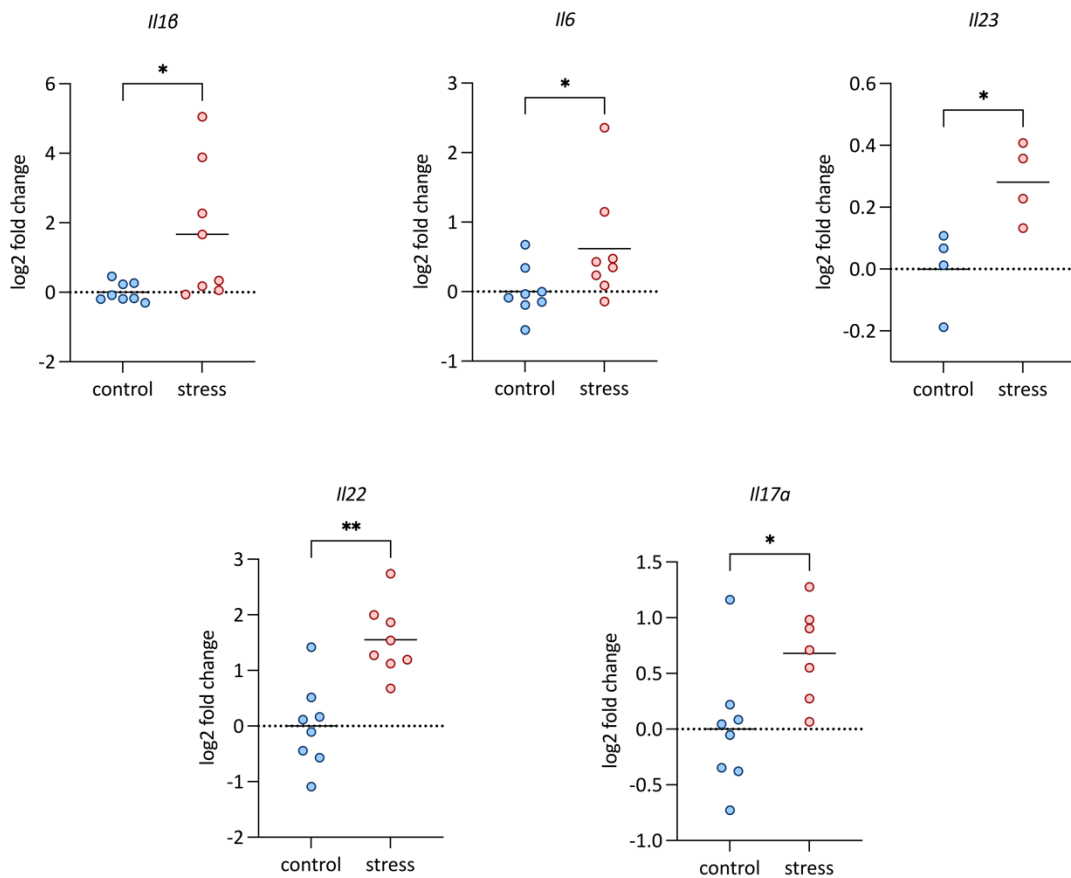 Il1β
*
log2 fold change
6
4
2
0
-2
control stress
Il6
*
log2 fold change
3
2
1
0
-1
control stress
Il23
*
log2 fold change
0.6
0.4
0.2
0.0
-0.2
control stress
Il22
**
log2 fold change
3
2
1
0
-1
-2
control stress
Il17a
*
log2 fold change
1.5
1.0
0.5
0.0
-0.5
-1.0
control stress